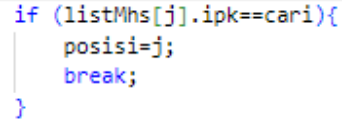 if (listMhs[j].ipk==cari){
    posisi=j;
    break;
}